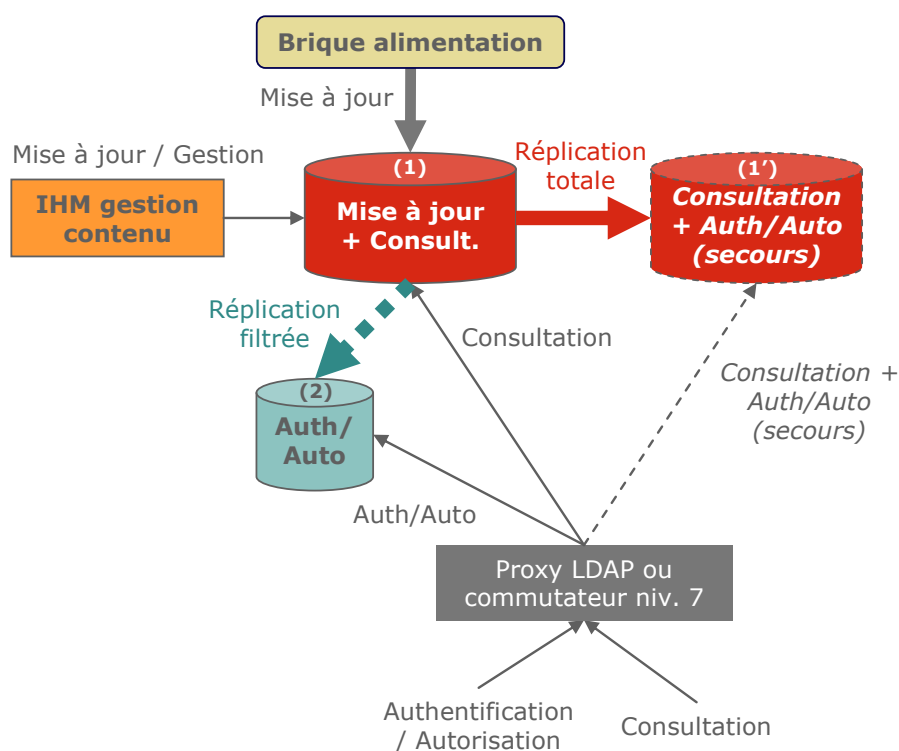 Brique alimentation
Mise à jour
Mise à jour / Gestion
IHM gestion
contenu
(1)
Mise à jour
+ Consult.
Réplication
totale
(1')
Consultation
+ Auth/Auto
(secours)
Réplication
filtrée
Consultation
Consultation +
Auth/Auto
(secours)
(2)
Auth/
Auto
Auth/Auto
Proxy LDAP ou
commutateur niv. 7
Authentification
/ Autorisation
Consultation